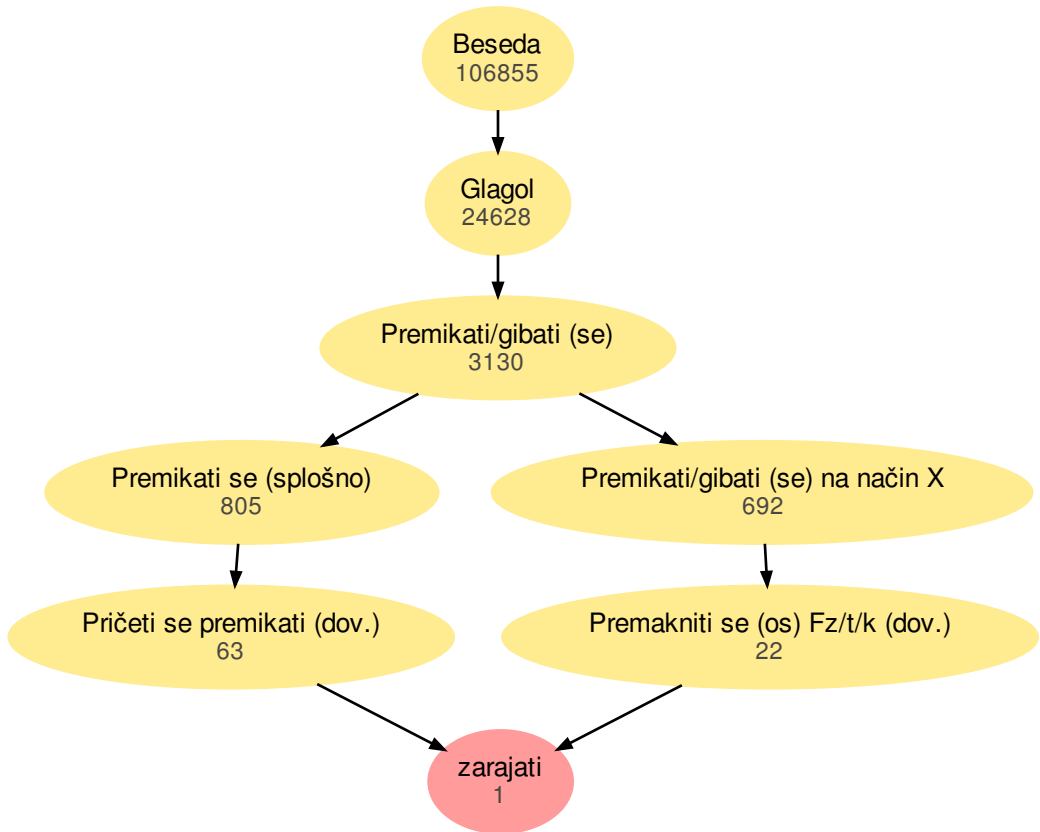 Beseda
106855
Glagol
24628
Premikati/gibati (se)
3130
Premikati se (splošno)
805
Premikati/gibati (se) na način X
692
Pričeti se premikati (dov.)
63
Premakniti se (os) Fz/t/k (dov.)
22
zarajati
1